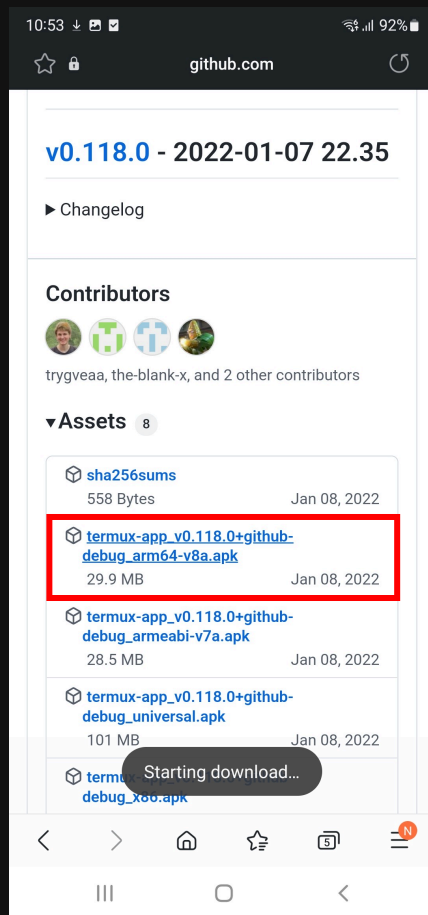 10:53 92%
github.com
v0.118.0 - 2022-01-07 22.35
Changelog
Contributors
trygveaa, the-blank-x, and 2 other contributors
Assets 8
sha256sums
558 Bytes Jan 08, 2022
termux-app_v0.118.0+github-
debug_arm64-v8a.apk
29.9 MB Jan 08, 2022
termux-app_v0.118.0+github-
debug_armeabi-v7a.apk
28.5 MB Jan 08, 2022
termux-app_v0.118.0+github-
debug_universal.apk
101 MB Jan 08, 2022
Starting download...
debug_x86.apk
5
N